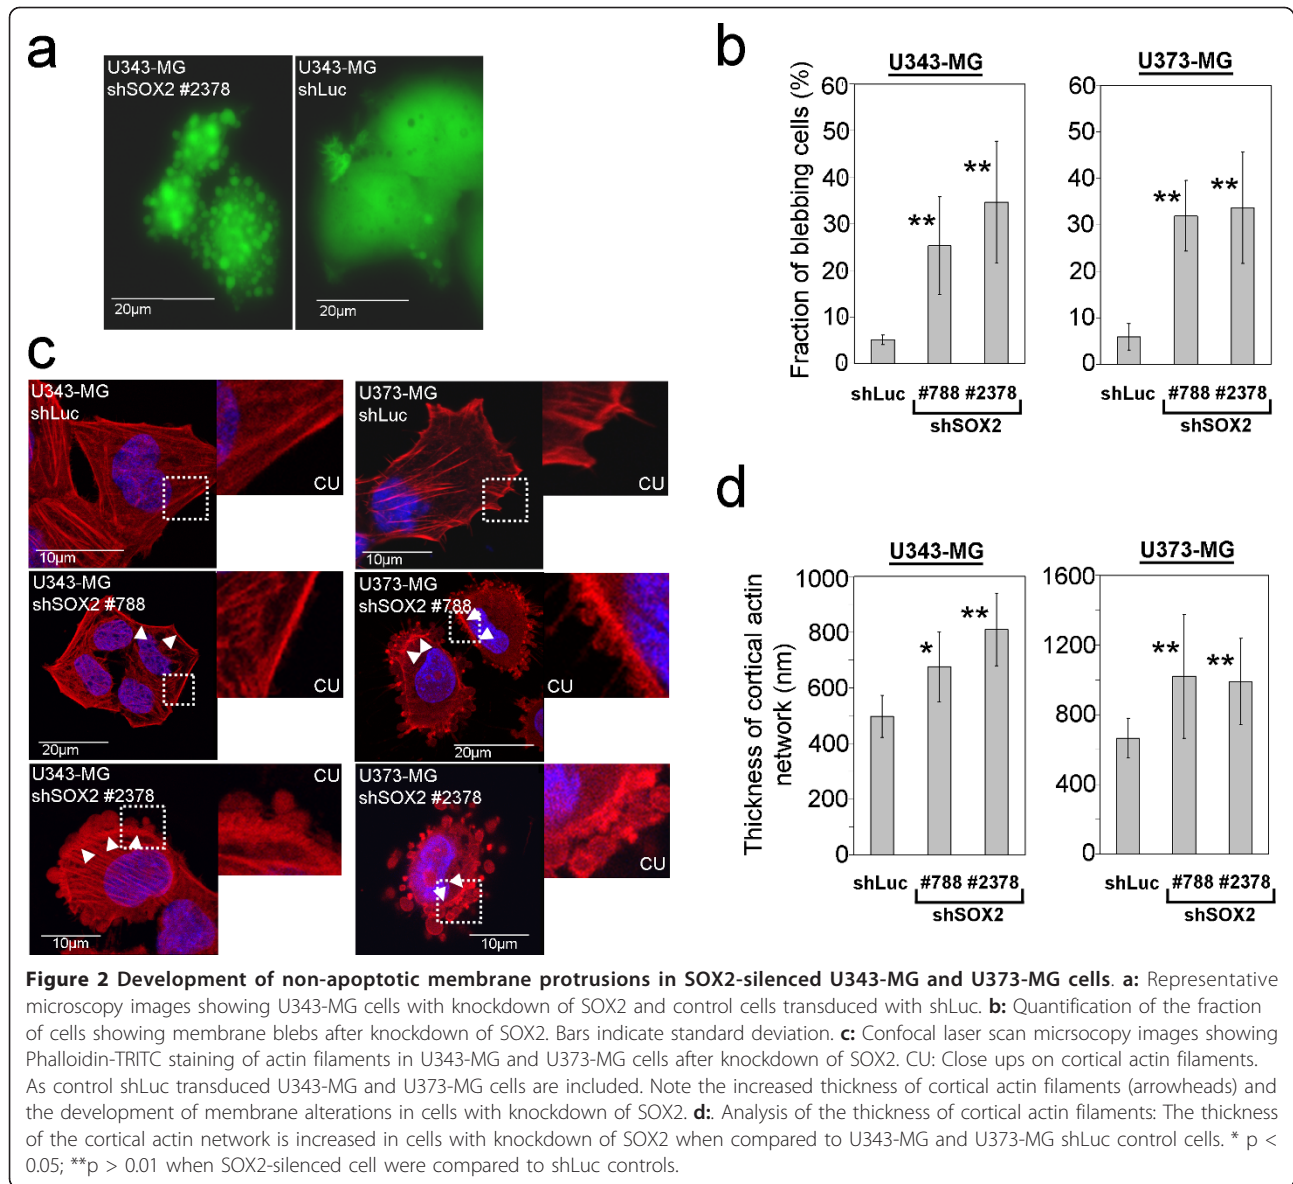 a
U343-MG
shSOX2 #2378
20µm
U343-MG
shLuc
20µm
b
U343-MG
Fraction of blebbing cells (%)
60
50
40
30
20
10
0
**
**
shLuc #788 #2378
shSOX2
U373-MG
60
50
40
30
20
10
0
**
**
shLuc #788 #2378
shSOX2
c
U343-MG
shLuc
10µm
CU
U373-MG
shLuc
10µm
CU
U343-MG
shSOX2 #788
20µm
CU
U373-MG
shSOX2 #788
20µm
CU
U343-MG
shSOX2 #2378
10µm
CU
U373-MG
shSOX2 #2378
10µm
CU
d
U343-MG
Thickness of cortical actin
network (nm)
1000
800
600
400
200
0
*
**
shLuc #788 #2378
shSOX2
U373-MG
1600
1200
800
400
0
**
**
shLuc #788 #2378
shSOX2
Figure 2 Development of non-apoptotic membrane protrusions in SOX2-silenced U343-MG and U373-MG cells. a: Representative
microscopy images showing U343-MG cells with knockdown of SOX2 and control cells transduced with shLuc. b: Quantification of the fraction
of cells showing membrane blebs after knockdown of SOX2. Bars indicate standard deviation. c: Confocal laser scan micrsocopy images showing
Phalloidin-TRITC staining of actin filaments in U343-MG and U373-MG cells after knockdown of SOX2. CU: Close ups on cortical actin filaments.
As control shLuc transduced U343-MG and U373-MG cells are included. Note the increased thickness of cortical actin filaments (arrowheads) and
the development of membrane alterations in cells with knockdown of SOX2. d:. Analysis of the thickness of cortical actin filaments: The thickness
of the cortical actin network is increased in cells with knockdown of SOX2 when compared to U343-MG and U373-MG shLuc control cells. * p <
0.05; **p > 0.01 when SOX2-silenced cell were compared to shLuc controls.